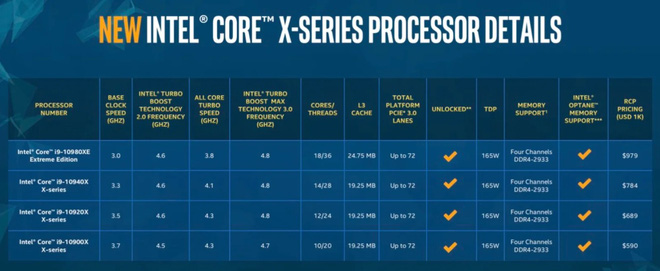 NEW INTEL® CORE™ X-SERIES PROCESSOR DETAILS
PROCESSOR NUMBER | BASE CLOCK SPEED (GHZ) | INTEL® TURBO BOOST TECHNOLOGY 2.0 FREQUENCY (GHZ) | ALL CORE TURBO SPEED (GHZ) | INTEL® TURBO BOOST MAX TECHNOLOGY 3.0 FREQUENCY (GHZ) | CORES/THREADS | L3 CACHE | TOTAL PLATFORM PCIE® 3.0 LANES | UNLOCKED** | TDP | MEMORY SUPPORT† | INTEL® OPTANE™ MEMORY SUPPORT*** | RCP PRICING (USD 1K)
Intel® Core™ i9-10980XE Extreme Edition | 3.0 | 4.6 | 3.8 | 4.8 | 18/36 | 24.75 MB | Up to 72 | ✓ | 165W | Four Channels DDR4-2933 | ✓ | $979
Intel® Core™ i9-10940X X-series | 3.3 | 4.6 | 4.1 | 4.8 | 14/28 | 19.25 MB | Up to 72 | ✓ | 165W | Four Channels DDR4-2933 | ✓ | $784
Intel® Core™ i9-10920X X-series | 3.5 | 4.6 | 4.3 | 4.8 | 12/24 | 19.25 MB | Up to 72 | ✓ | 165W | Four Channels DDR4-2933 | ✓ | $689
Intel® Core™ i9-10900X X-series | 3.7 | 4.5 | 4.3 | 4.7 | 10/20 | 19.25 MB | Up to 72 | ✓ | 165W | Four Channels DDR4-2933 | ✓ | $590